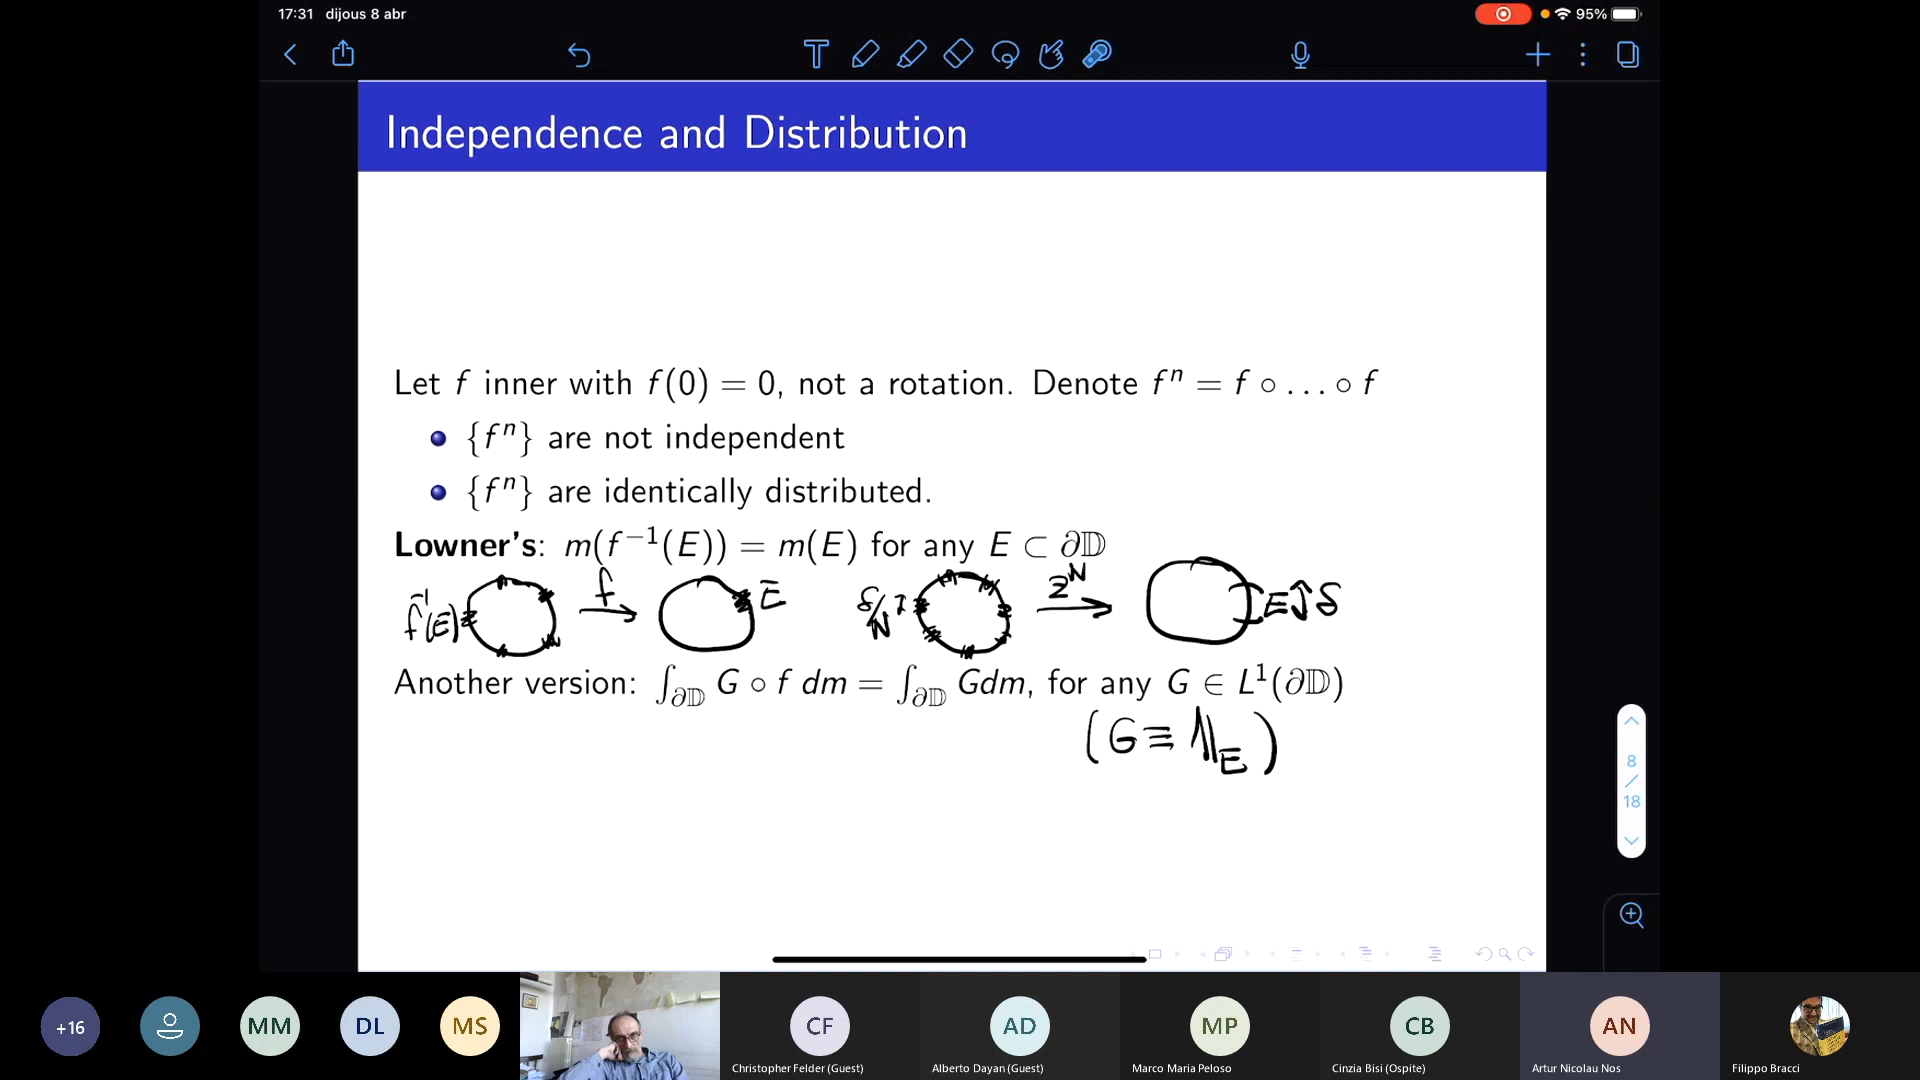 17:31 dijous 8 abr 95%
Independence and Distribution
Let f inner with f(0) = 0, not a rotation. Denote fⁿ = f ∘ . . . ∘ f
{fⁿ} are not independent
{fⁿ} are identically distributed.
Lowner's: m(f⁻¹(E)) = m(E) for any E ⊂ ∂𝔻
f⁻¹(E) f E δ/N zᴺ E δ
Another version: ∫∂𝔻 G ∘ f dm = ∫∂𝔻 Gdm, for any G ∈ L¹(∂𝔻)
(G ≡ 𝟙_E)
8
/
18
+16 MM DL MS CF AD MP CB AN
Christopher Felder (Guest) Alberto Dayan (Guest) Marco Maria Peloso Cinzia Bisi (Ospite) Artur Nicolau Nos Filippo Bracci